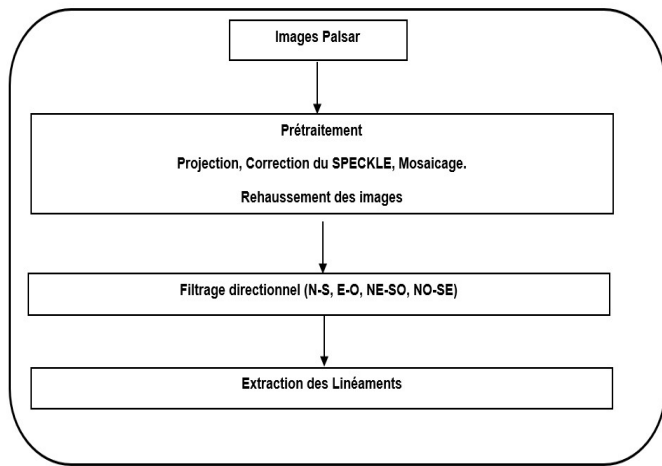 Images Palsar
Prétraitement
Projection, Correction du SPECKLE, Mosaicage.
Rehaussement des images
Filtrage directionnel (N-S, E-O, NE-SO, NO-SE)
Extraction des Linéaments